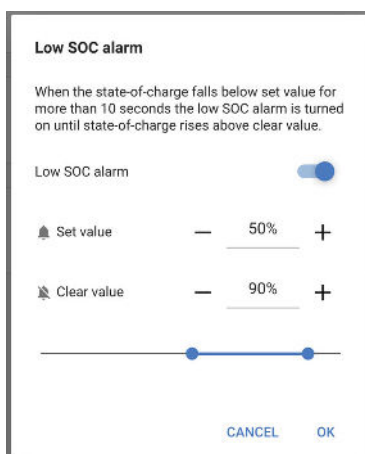 Low SOC alarm
When the state-of-charge falls below set value for
more than 10 seconds the low SOC alarm is turned
on until state-of-charge rises above clear value.
Low SOC alarm
Set value — 50% +
Clear value — 90% +
CANCEL OK